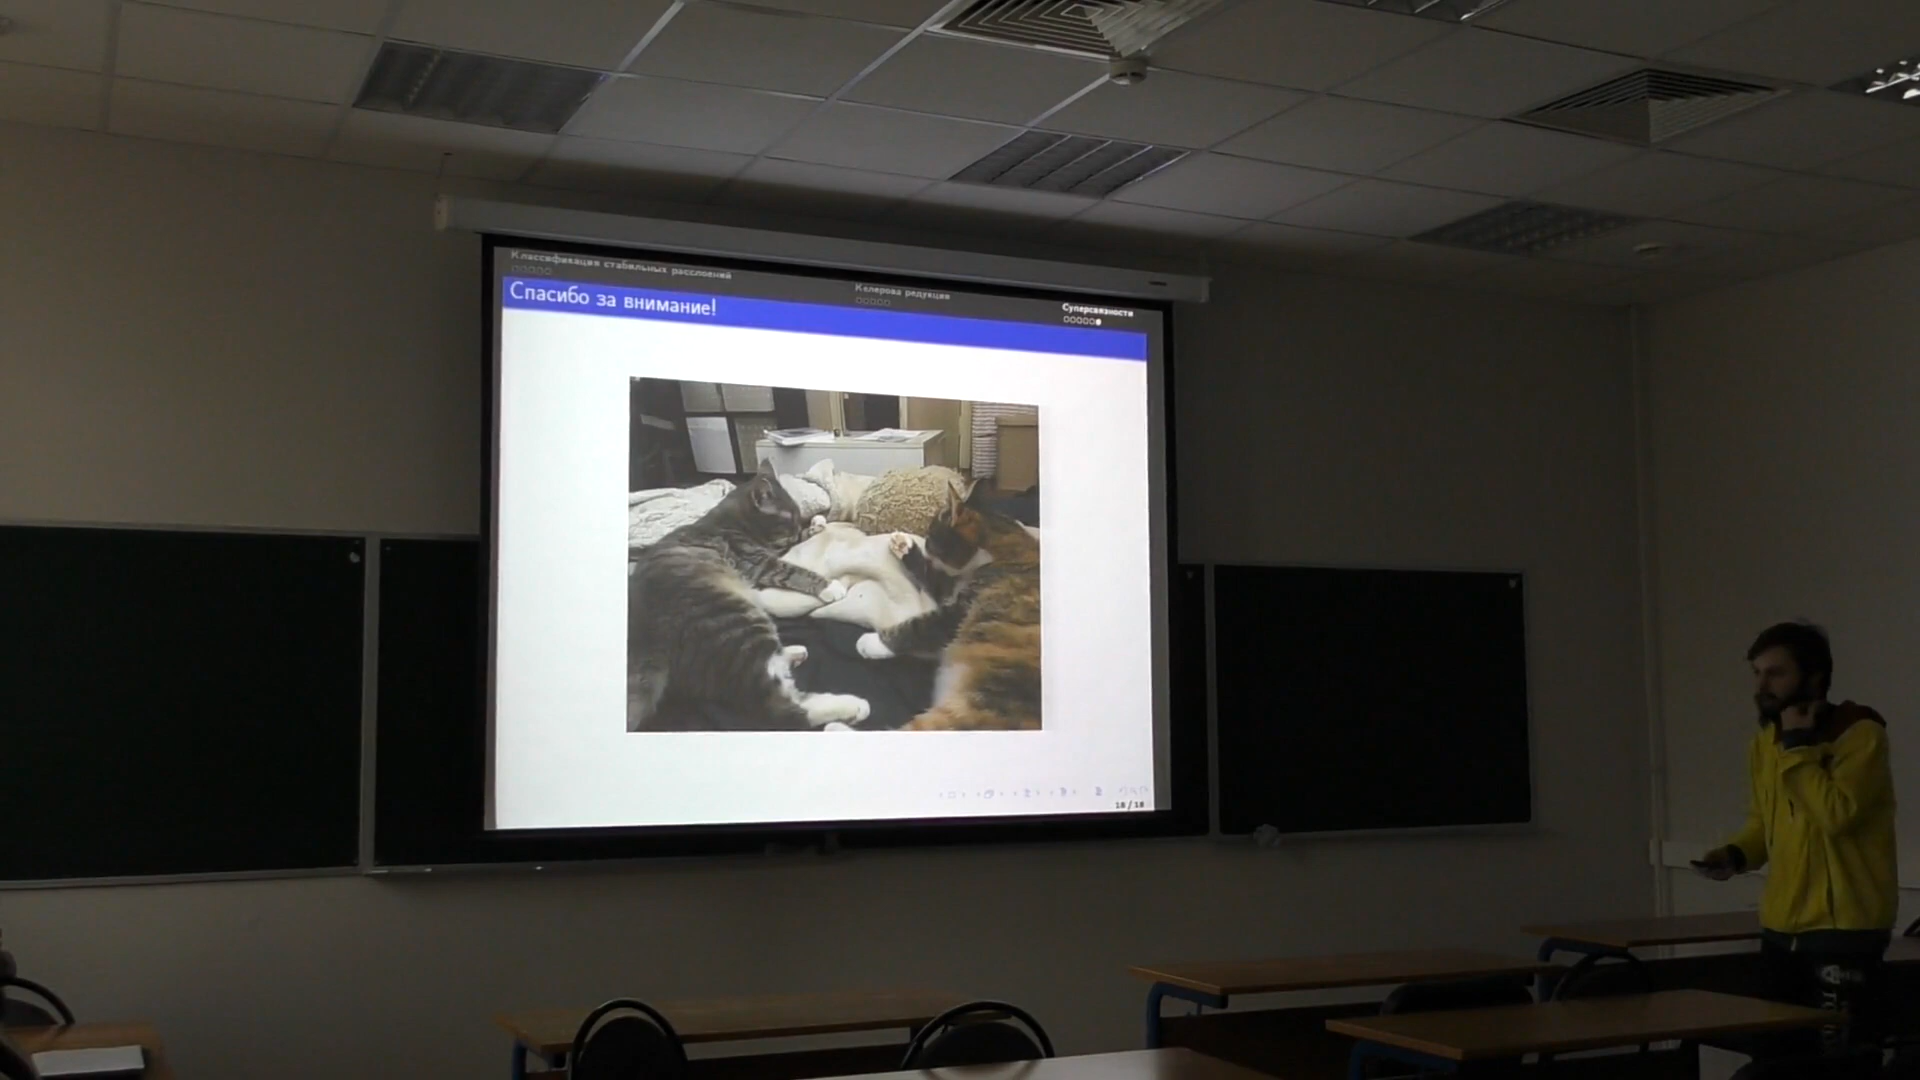 Классификация стабильных расслоений
Келерова редукция
Суперсвязности
Спасибо за внимание!
18 / 18